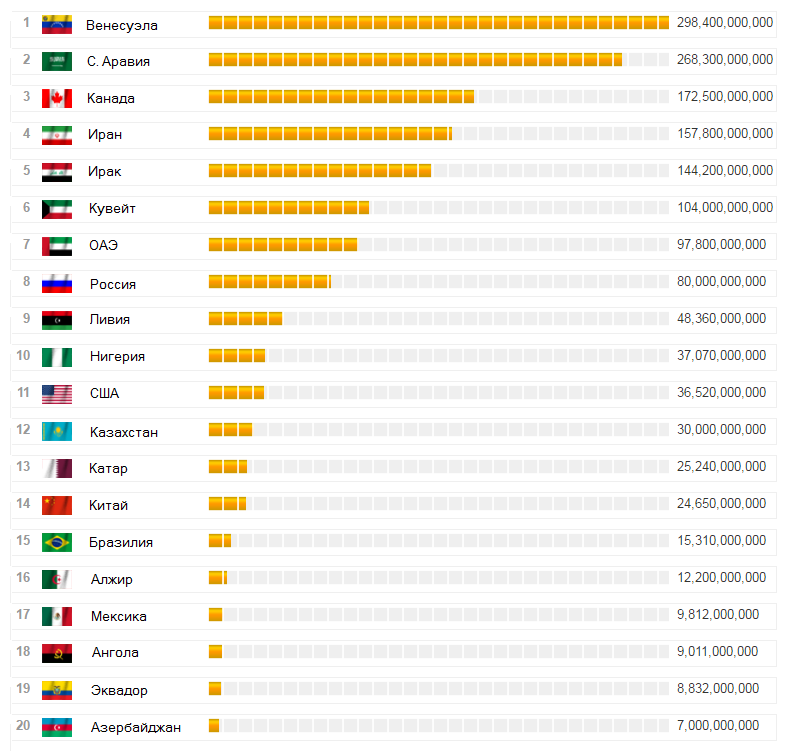 1 Венесуэла 298,400,000,000
2 С. Аравия 268,300,000,000
3 Канада 172,500,000,000
4 Иран 157,800,000,000
5 Ирак 144,200,000,000
6 Кувейт 104,000,000,000
7 ОАЭ 97,800,000,000
8 Россия 80,000,000,000
9 Ливия 48,360,000,000
10 Нигерия 37,070,000,000
11 США 36,520,000,000
12 Казахстан 30,000,000,000
13 Катар 25,240,000,000
14 Китай 24,650,000,000
15 Бразилия 15,310,000,000
16 Алжир 12,200,000,000
17 Мексика 9,812,000,000
18 Ангола 9,011,000,000
19 Эквадор 8,832,000,000
20 Азербайджан 7,000,000,000